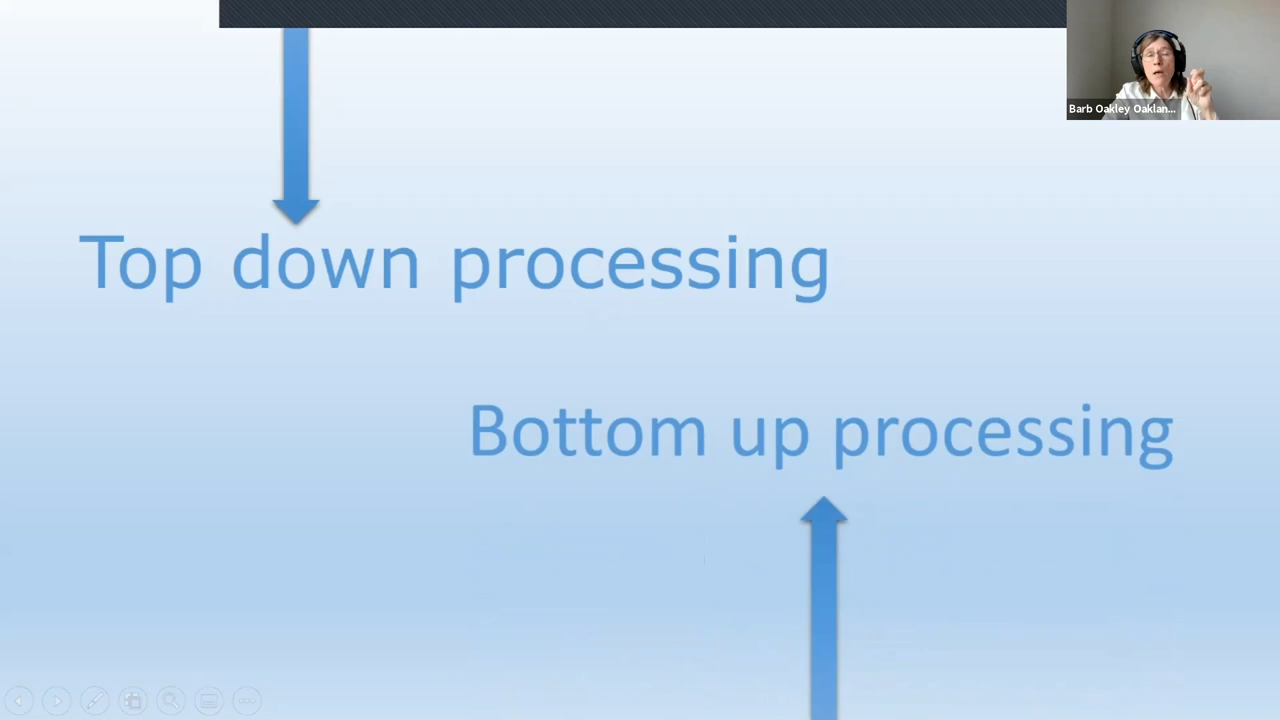 Barb Oakley Oaklan...
Top down processing
Bottom up processing